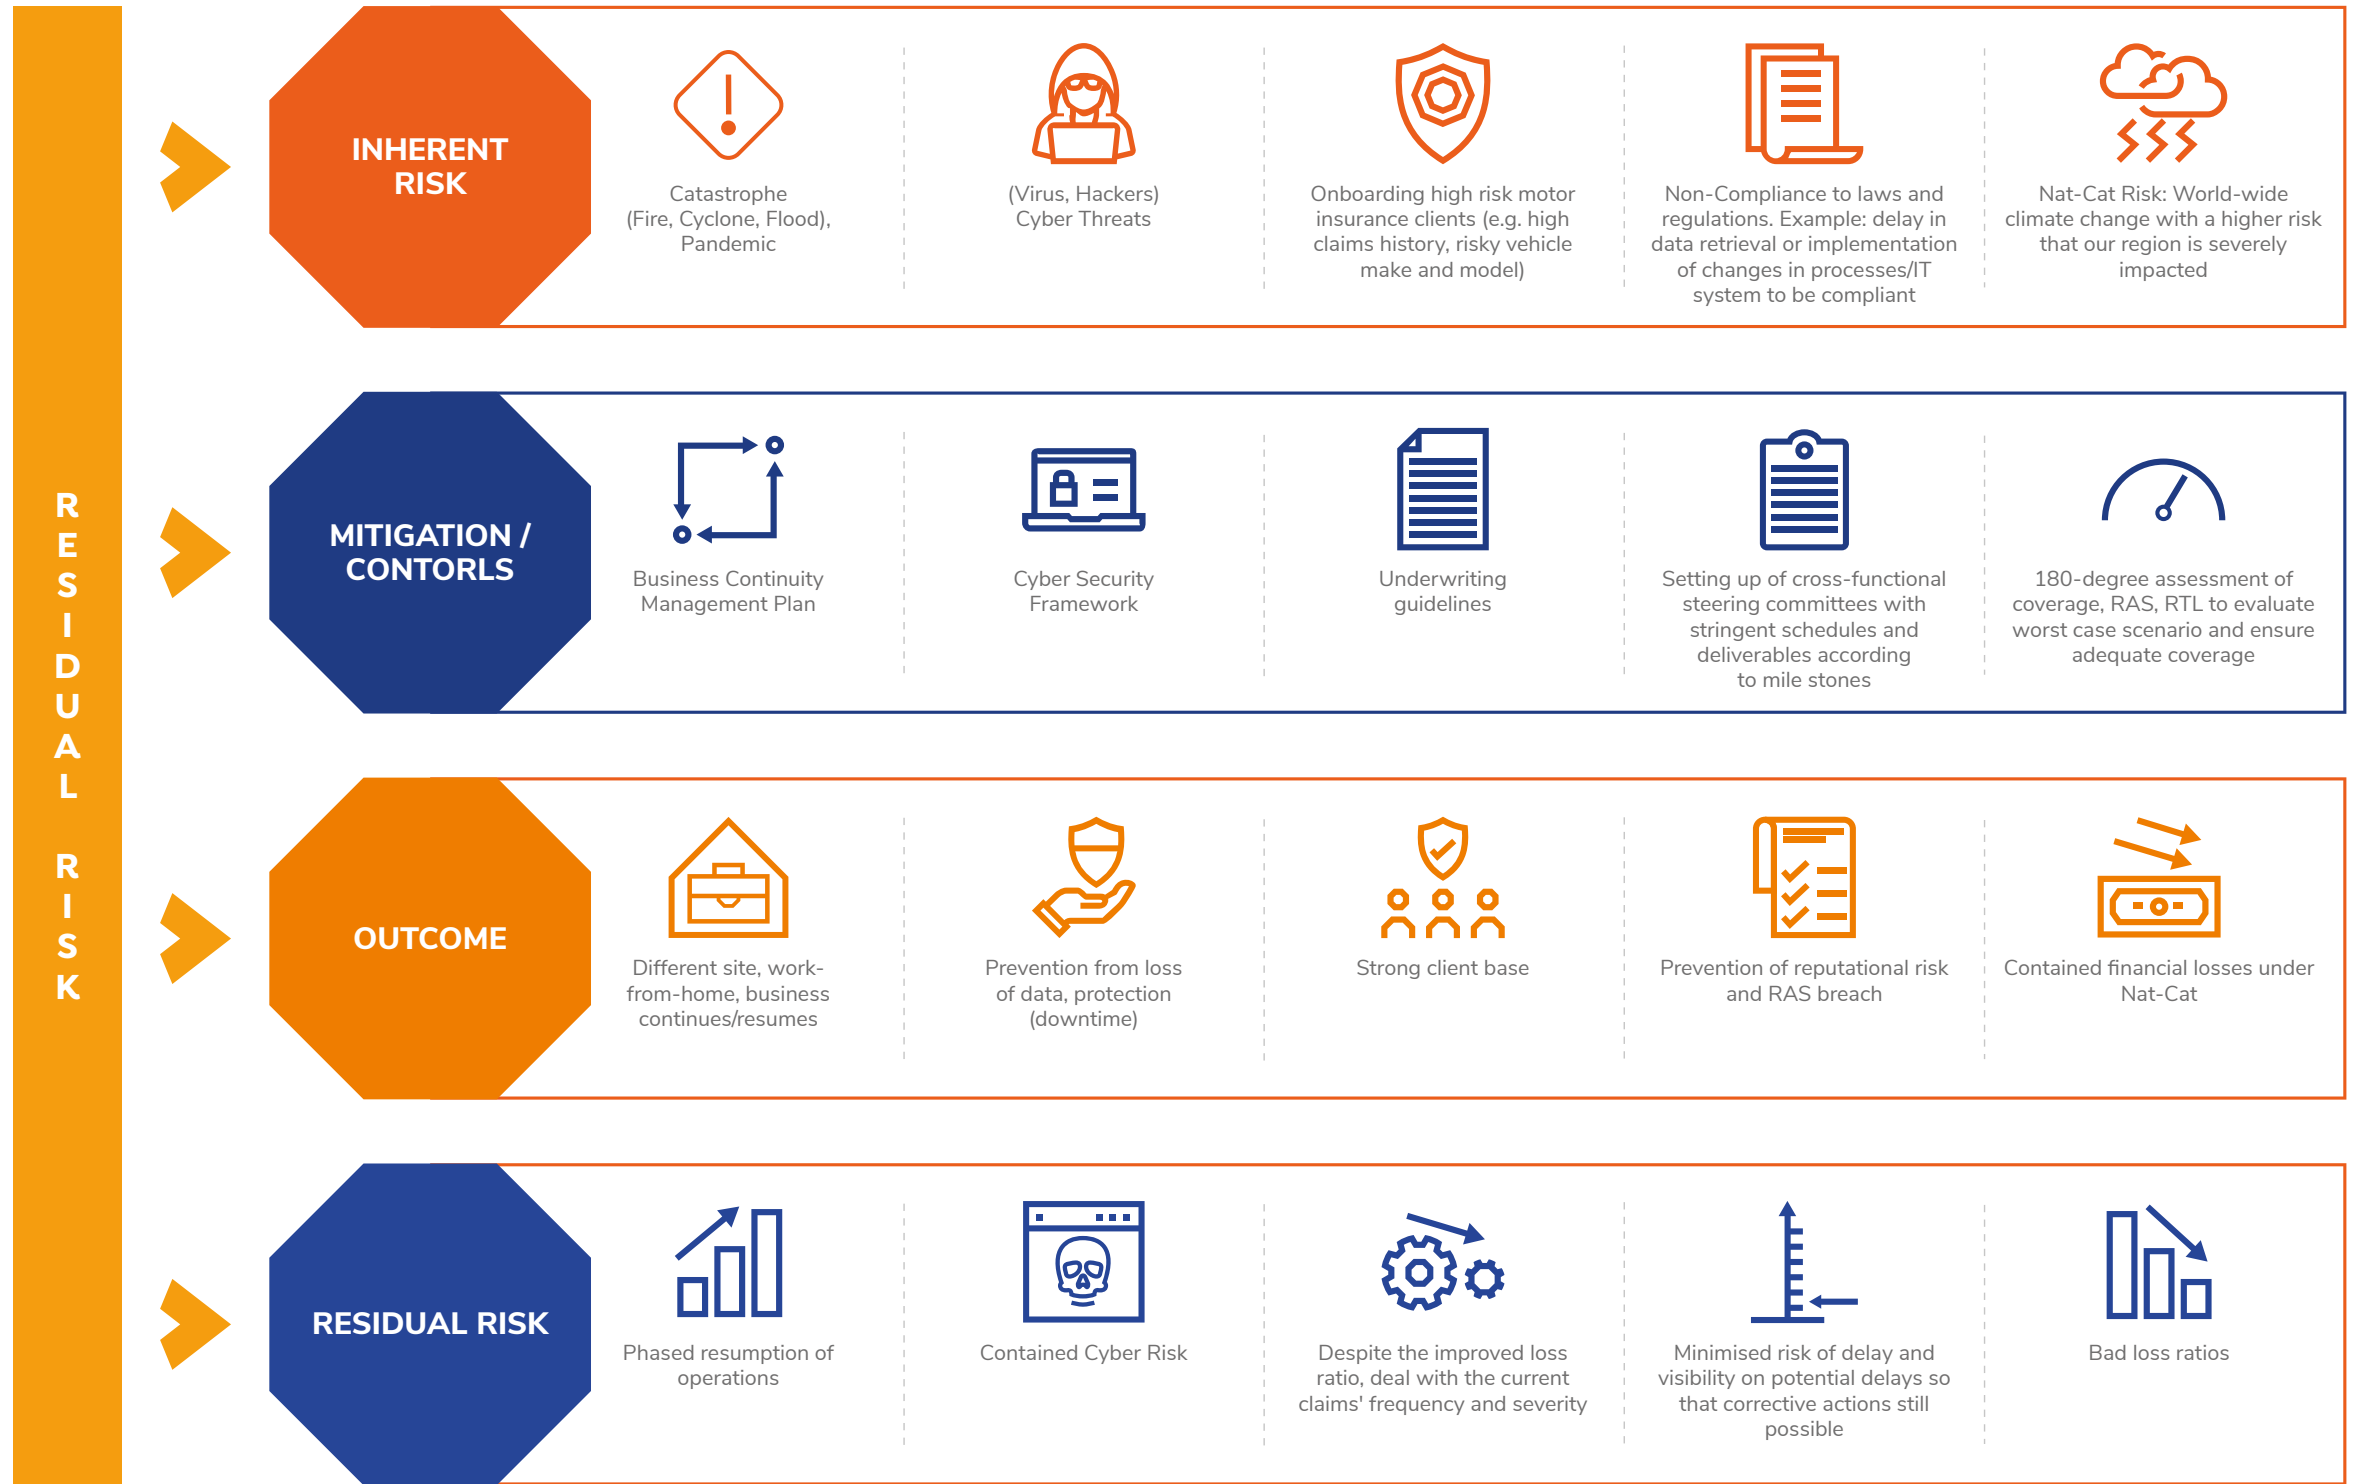 RESIDUAL RISK
INHERENT
RISK
Catastrophe
(Fire, Cyclone, Flood),
Pandemic
(Virus, Hackers)
Cyber Threats
Onboarding high risk motor
insurance clients (e.g. high
claims history, risky vehicle
make and model)
Non-Compliance to laws and
regulations. Example: delay in
data retrieval or implementation
of changes in processes/IT
system to be compliant
Nat-Cat Risk: World-wide
climate change with a higher risk
that our region is severely
impacted
MITIGATION /
CONTORLS
Business Continuity
Management Plan
Cyber Security
Framework
Underwriting
guidelines
Setting up of cross-functional
steering committees with
stringent schedules and
deliverables according
to mile stones
180-degree assessment of
coverage, RAS, RTL to evaluate
worst case scenario and ensure
adequate coverage
OUTCOME
Different site, work-
from-home, business
continues/resumes
Prevention from loss
of data, protection
(downtime)
Strong client base
Prevention of reputational risk
and RAS breach
Contained financial losses under
Nat-Cat
RESIDUAL RISK
Phased resumption of
operations
Contained Cyber Risk
Despite the improved loss
ratio, deal with the current
claims' frequency and severity
Minimised risk of delay and
visibility on potential delays so
that corrective actions still
possible
Bad loss ratios